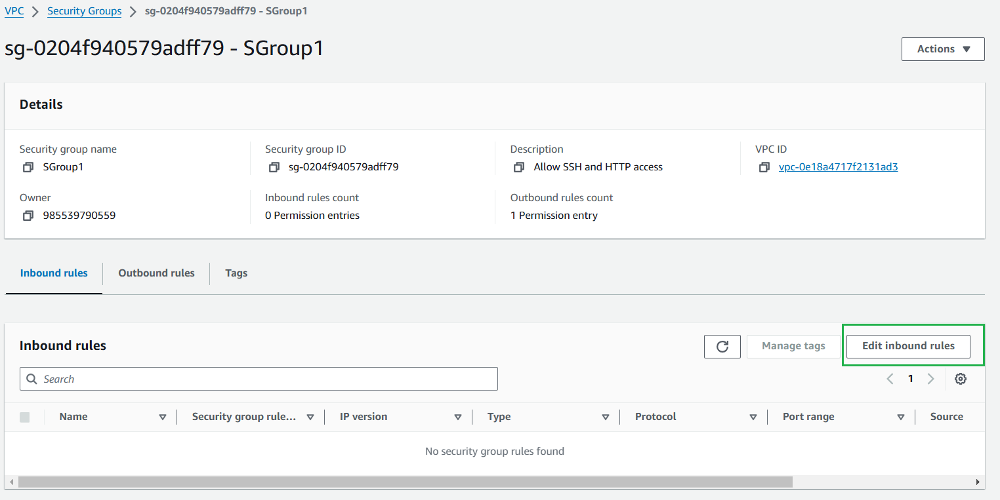 VPC > Security Groups > sg-0204f940579adff79 - SGroup1
sg-0204f940579adff79 - SGroup1
Actions
Details
Security group name
SGroup1
Security group ID
sg-0204f940579adff79
Description
Allow SSH and HTTP access
VPC ID
vpc-0e18a4717f2131ad3
Owner
985539790559
Inbound rules count
0 Permission entries
Outbound rules count
1 Permission entry
Inbound rules Outbound rules Tags
Inbound rules
Manage tags
Edit inbound rules
Search
1
Name Security group rule... IP version Type Protocol Port range Source
No security group rules found